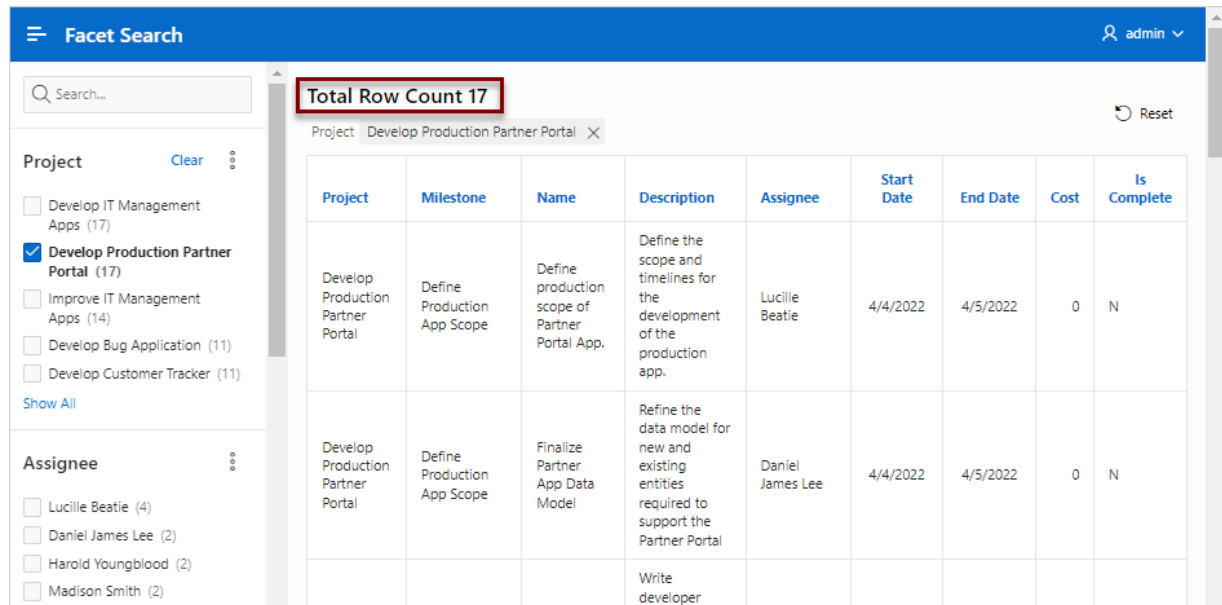 Facet Search
admin
Search...
Project
Clear
Develop IT Management
Apps (17)
Develop Production Partner
Portal (17)
Improve IT Management
Apps (14)
Develop Bug Application (11)
Develop Customer Tracker (11)
Show All
Assignee
Lucille Beatie (4)
Daniel James Lee (2)
Harold Youngblood (2)
Madison Smith (2)
Total Row Count 17
Reset
Project Develop Production Partner Portal
Project
Milestone
Name
Description
Assignee
Start
Date
End Date
Cost
Is
Complete
Develop
Production
Partner
Portal
Define
Production
App Scope
Define
production
scope of
Partner
Portal App.
Define the
scope and
timelines for
the
development
of the
production
app.
Lucille
Beatie
4/4/2022
4/5/2022
0
N
Develop
Production
Partner
Portal
Define
Production
App Scope
Finalize
Partner
App Data
Model
Refine the
data model for
new and
existing
entities
required to
support the
Partner Portal
Daniel
James Lee
4/4/2022
4/5/2022
0
N
Write
developer